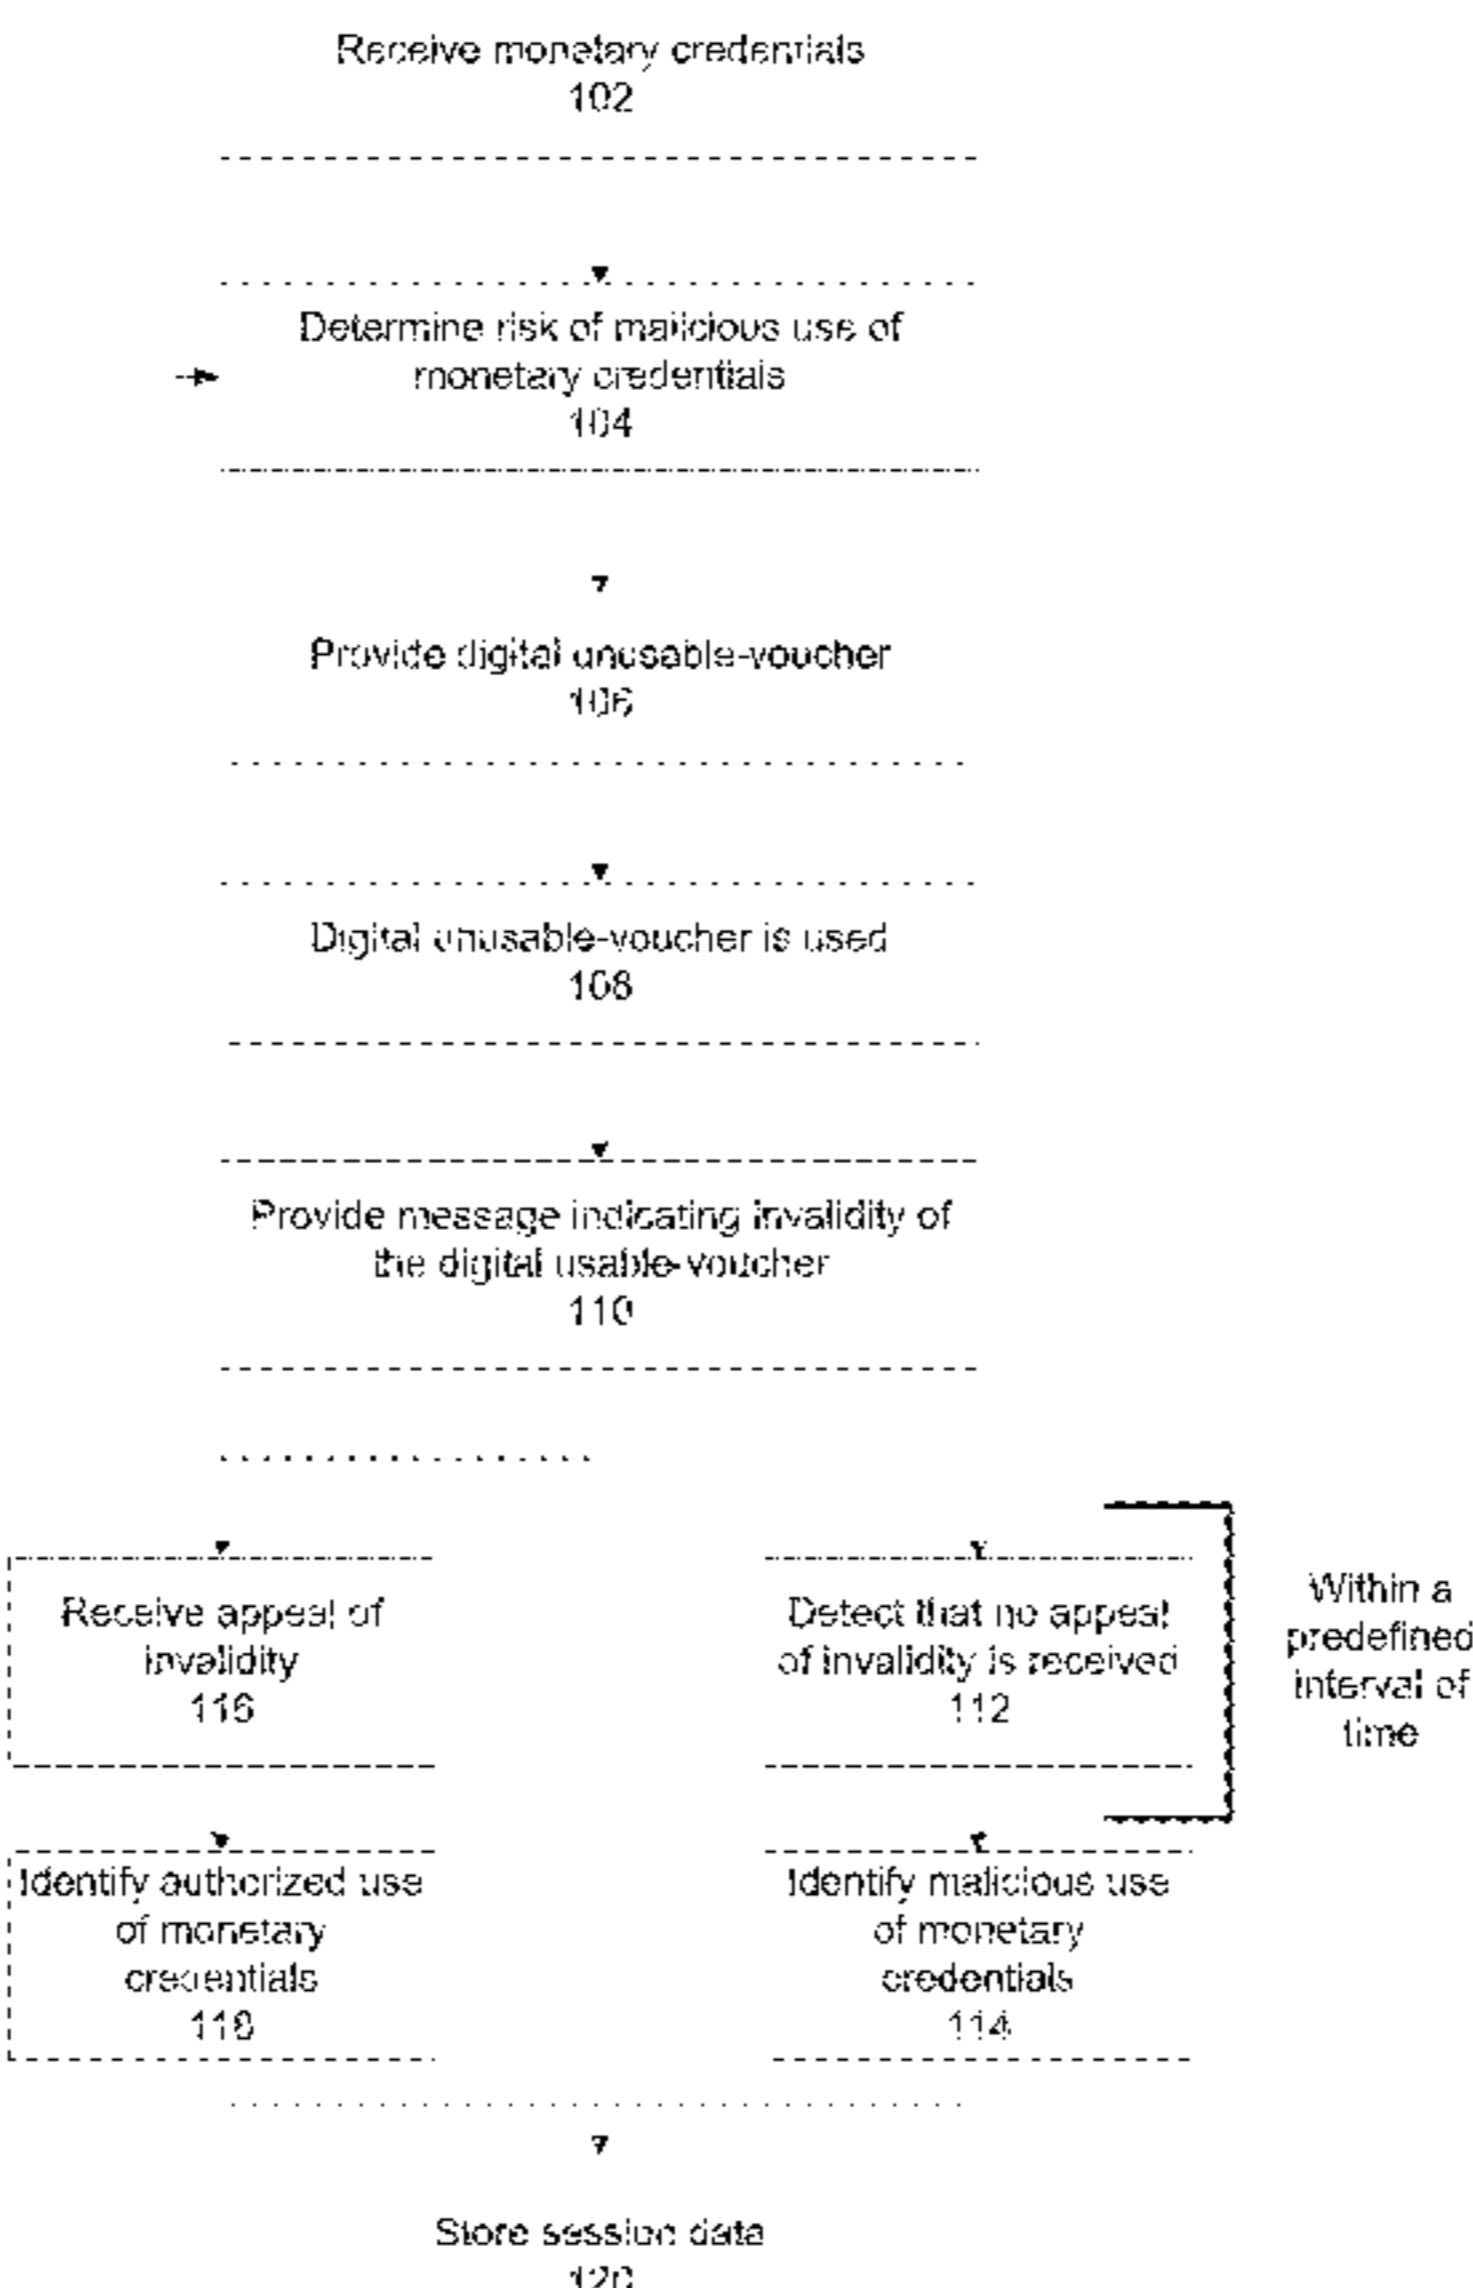 Receive monetary credentials
102
Determine risk of malicious use of
monetary credentials
104
Provide digital unusable-voucher
106
Digital unusable-voucher is used
108
Provide message indicating invalidity of
the digital usable-voucher
110
Receive appeal of
invalidity
116
Detect that no appeal
of invalidity is received
112
Within a
predefined
interval of
time
Identify authorized use
of monetary
credentials
118
Identify malicious use
of monetary
credentials
114
Store session data
120